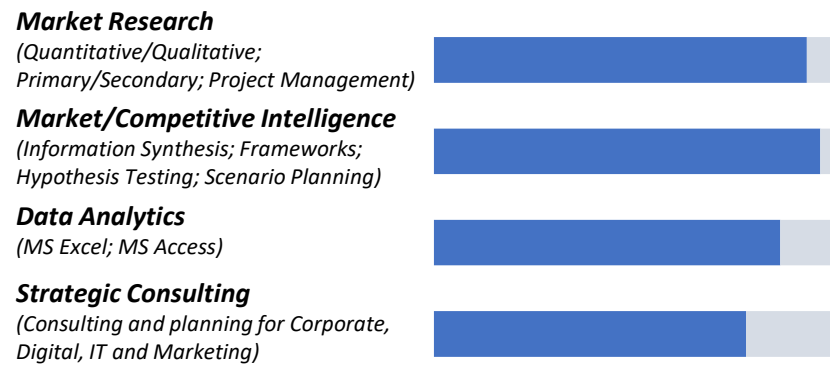 Market Research
(Quantitative/Qualitative;
Primary/Secondary; Project Management)
Market/Competitive Intelligence
(Information Synthesis; Frameworks;
Hypothesis Testing; Scenario Planning)
Data Analytics
(MS Excel; MS Access)
Strategic Consulting
(Consulting and planning for Corporate,
Digital, IT and Marketing)